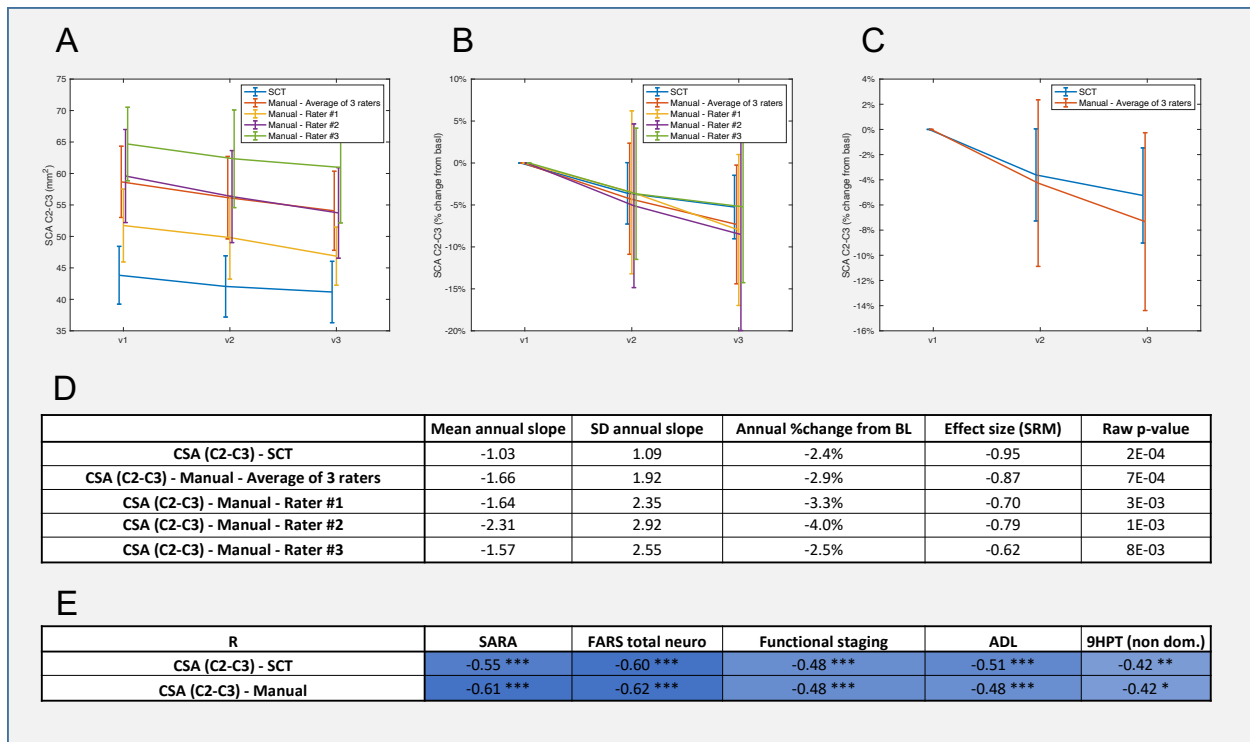 A
B
C
75
70
65
60
55
50
45
40
35
SCA C2-C3 (mm²)
v1
v2
v3
SCT
Manual - Average of 3 raters
Manual - Rater #1
Manual - Rater #2
Manual - Rater #3
10%
5%
0%
-5%
-10%
-15%
-20%
SCA C2-C3 (% change from basl)
v1
v2
v3
SCT
Manual - Average of 3 raters
Manual - Rater #1
Manual - Rater #2
Manual - Rater #3
4%
2%
0%
-2%
-4%
-6%
-8%
-10%
-12%
-14%
-16%
SCA C2-C3 (% change from basl)
v1
v2
v3
SCT
Manual - Average of 3 raters
D
Mean annual slope SD annual slope Annual %change from BL Effect size (SRM) Raw p-value
CSA (C2-C3) - SCT -1.03 1.09 -2.4% -0.95 2E-04
CSA (C2-C3) - Manual - Average of 3 raters -1.66 1.92 -2.9% -0.87 7E-04
CSA (C2-C3) - Manual - Rater #1 -1.64 2.35 -3.3% -0.70 3E-03
CSA (C2-C3) - Manual - Rater #2 -2.31 2.92 -4.0% -0.79 1E-03
CSA (C2-C3) - Manual - Rater #3 -1.57 2.55 -2.5% -0.62 8E-03
E
R SARA FARS total neuro Functional staging ADL 9HPT (non dom.)
CSA (C2-C3) - SCT -0.55 *** -0.60 *** -0.48 *** -0.51 *** -0.42 **
CSA (C2-C3) - Manual -0.61 *** -0.62 *** -0.48 *** -0.48 *** -0.42 *